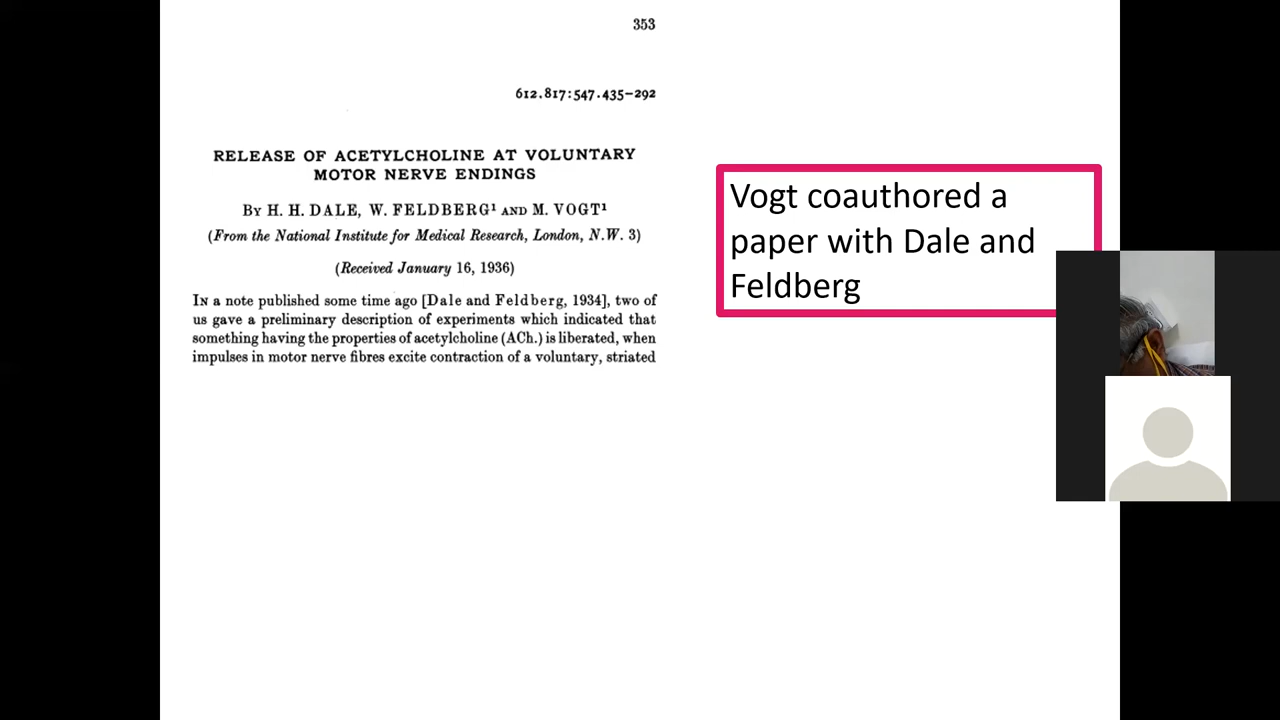 353
612.817:547.435-292
RELEASE OF ACETYLCHOLINE AT VOLUNTARY
MOTOR NERVE ENDINGS
By H. H. DALE, W. FELDBERG¹ AND M. VOGT¹
(From the National Institute for Medical Research, London, N.W. 3)
(Received January 16, 1936)
In a note published some time ago [Dale and Feldberg, 1934], two of
us gave a preliminary description of experiments which indicated that
something having the properties of acetylcholine (ACh.) is liberated, when
impulses in motor nerve fibres excite contraction of a voluntary, striated
Vogt coauthored a
paper with Dale and
Feldberg